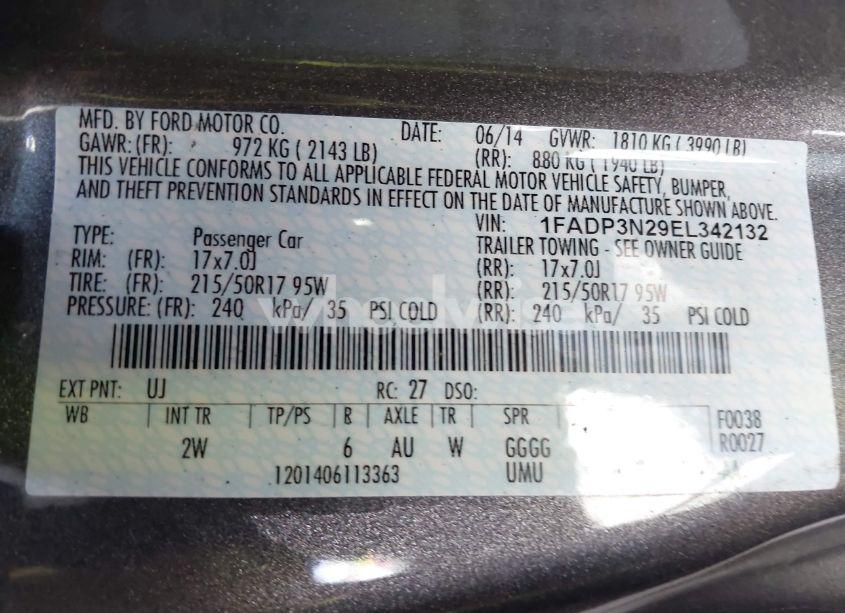 MFD. BY FORD MOTOR CO. DATE: 06/14 GVWR: 1810 KG ( 3990 LB)
GAWR: (FR): 972 KG ( 2143 LB) (RR): 880 KG ( 1940 LB)
THIS VEHICLE CONFORMS TO ALL APPLICABLE FEDERAL MOTOR VEHICLE SAFETY, BUMPER,
AND THEFT PREVENTION STANDARDS IN EFFECT ON THE DATE OF MANUFACTURE SHOWN ABOVE.
VIN: 1FADP3N29EL342132
TYPE: Passenger Car TRAILER TOWING - SEE OWNER GUIDE
RIM: (FR): 17x7.0J (RR): 17x7.0J
TIRE: (FR): 215/50R17 95W (RR): 215/50R17 95W
PRESSURE: (FR): 240 kPa/ 35 PSI COLD (RR): 240 kPa/ 35 PSI COLD
EXT PNT: UJ RC: 27 DSO:
WB INT TR TP/PS R AXLE TR SPR F0038
2W 6 AU W GGGG R0027
1201406113363 UMU